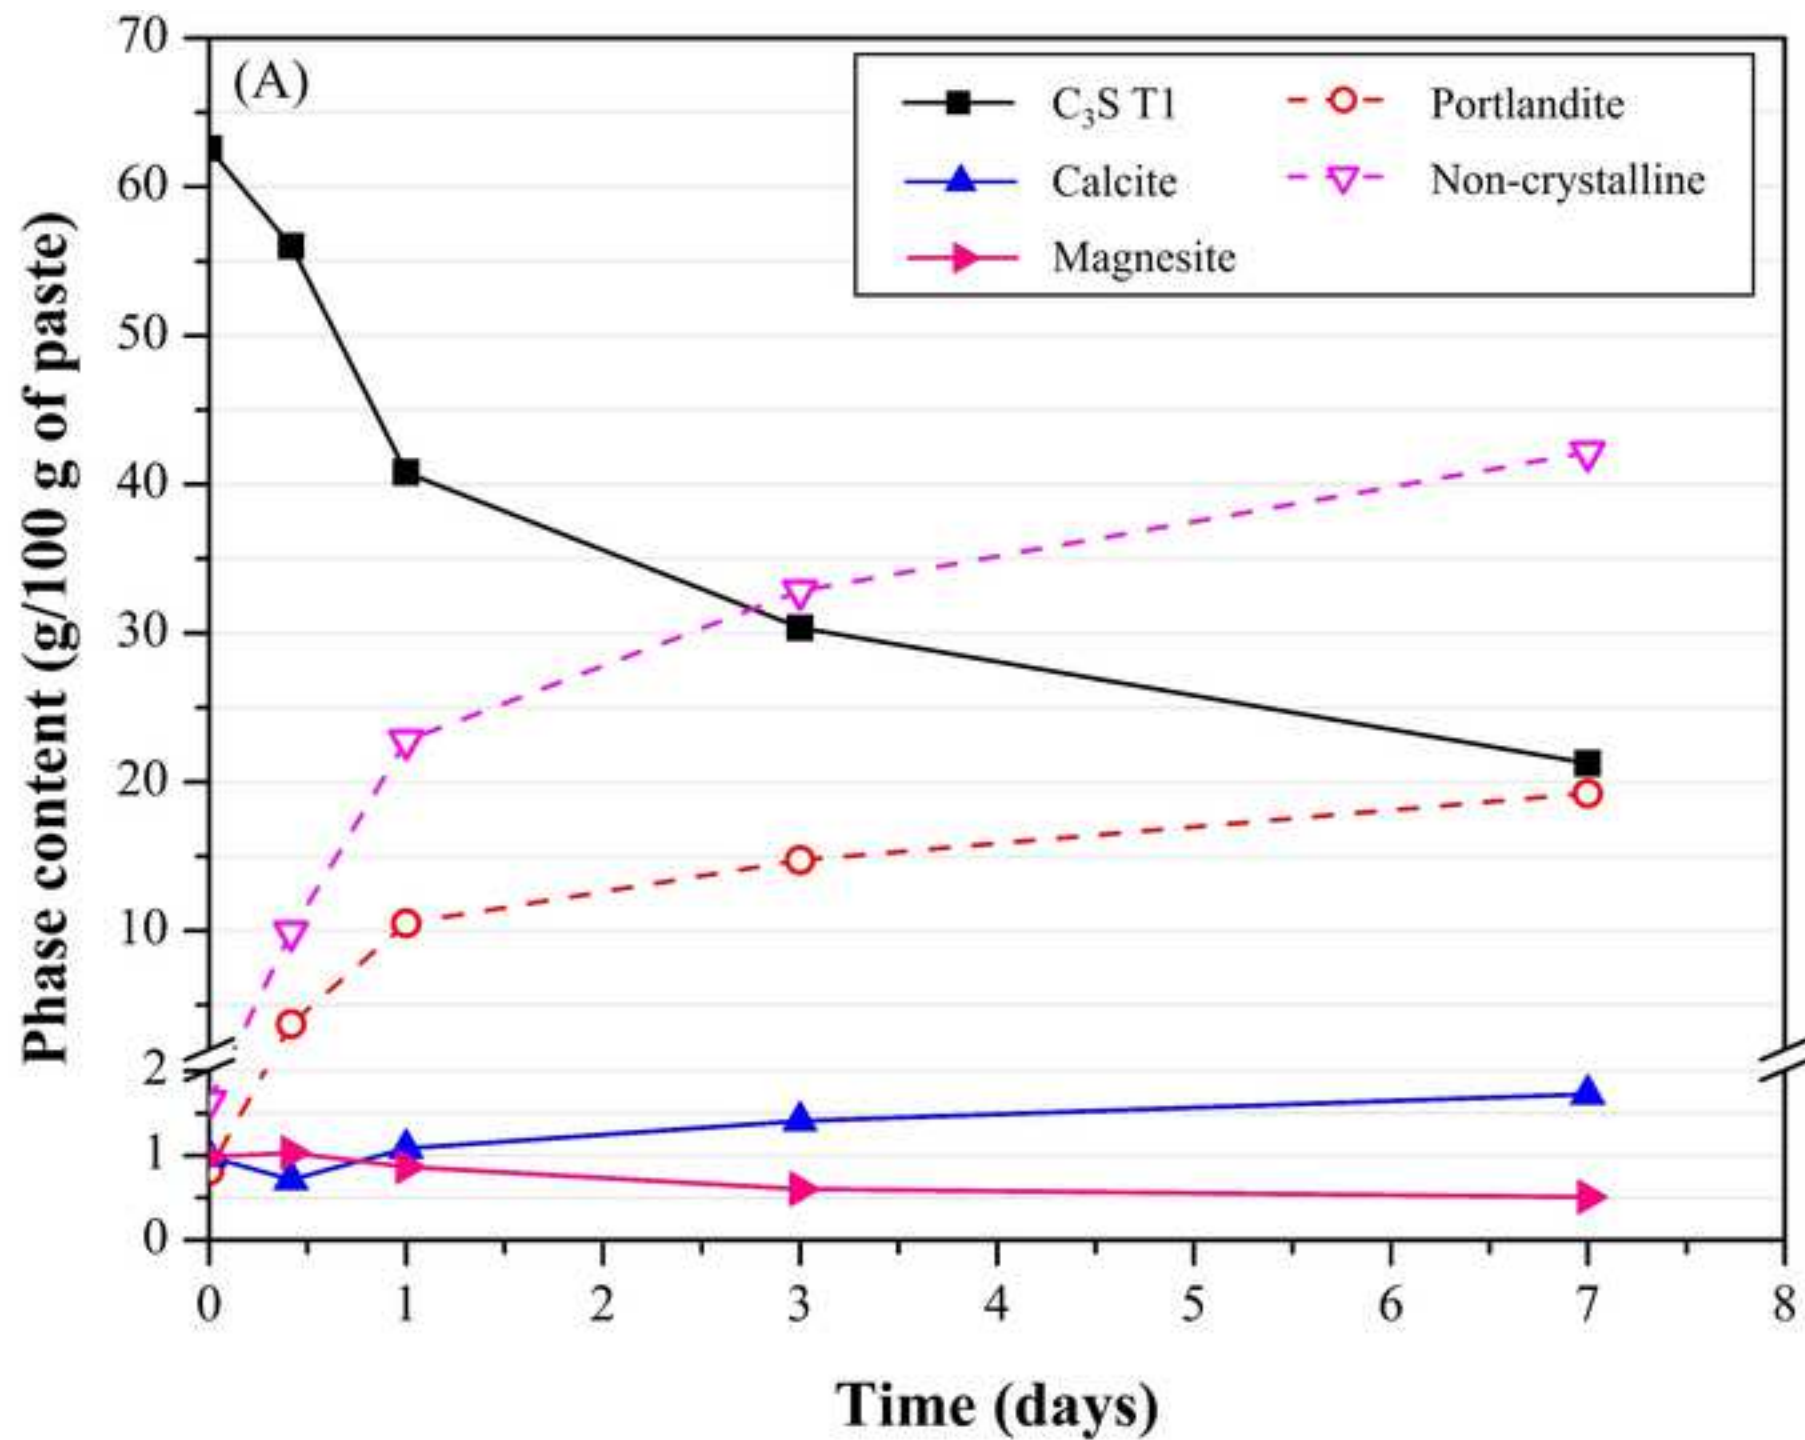 (A)
C₃S T1
Portlandite
Calcite
Non-crystalline
Magnesite
Phase content (g/100 g of paste)
70
60
50
40
30
20
10
2
1
0
0 1 2 3 4 5 6 7 8
Time (days)